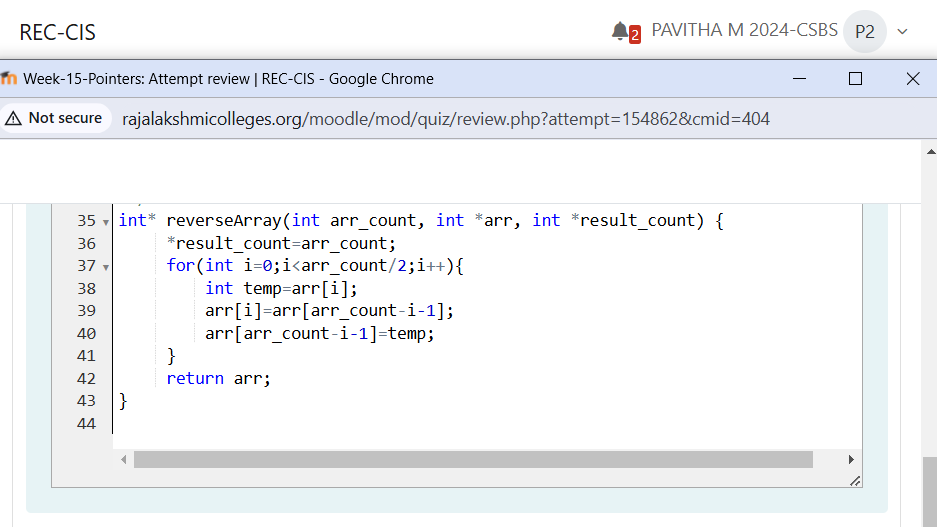 REC-CIS
2
PAVITHA M 2024-CSBS
P2
Week-15-Pointers: Attempt review | REC-CIS - Google Chrome
Not secure
rajalakshmicolleges.org/moodle/mod/quiz/review.php?attempt=154862&cmid=404
35 int* reverseArray(int arr_count, int *arr, int *result_count) {
36 *result_count=arr_count;
37 for(int i=0;i<arr_count/2;i++){
38 int temp=arr[i];
39 arr[i]=arr[arr_count-i-1];
40 arr[arr_count-i-1]=temp;
41 }
42 return arr;
43 }
44